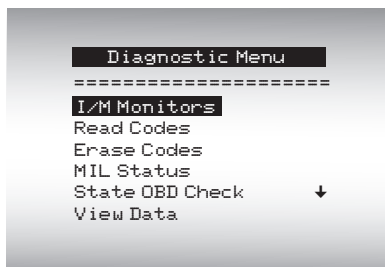 Diagnostic Menu
======================
I/M Monitors
Read Codes
Erase Codes
MIL Status
State OBD Check ↓
View Data